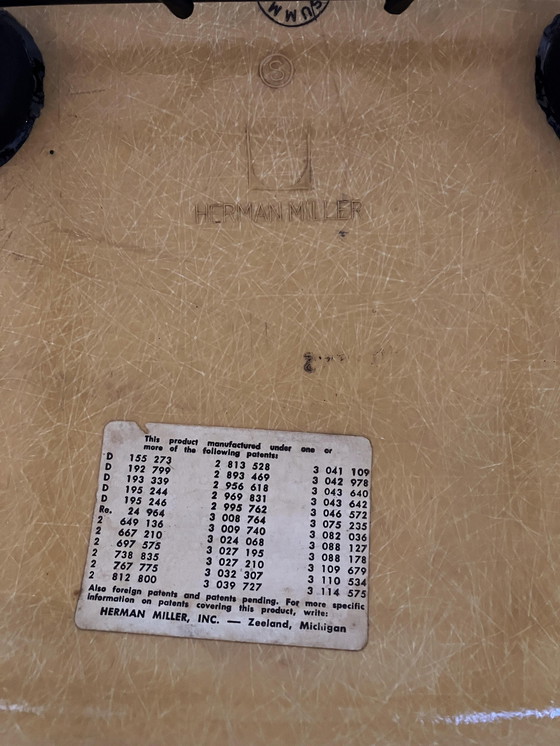 SUMM
S
HERMAN MILLER
This product manufactured under one or
more of the following patents:
D 155 273 2 813 528 3 041 109
D 192 799 2 893 469 3 042 978
D 193 339 2 956 618 3 043 640
D 195 244 2 969 831 3 043 642
D 195 246 2 995 762 3 046 572
Re. 24 964 3 008 764 3 075 235
2 649 136 3 009 740 3 082 036
2 667 210 3 024 068 3 088 127
2 697 575 3 027 195 3 088 178
2 738 835 3 027 210 3 109 679
2 767 775 3 032 307 3 110 534
2 812 800 3 039 727 3 114 575
Also foreign patents and patents pending. For more specific
information on patents covering this product, write:
HERMAN MILLER, INC. — Zeeland, Michigan